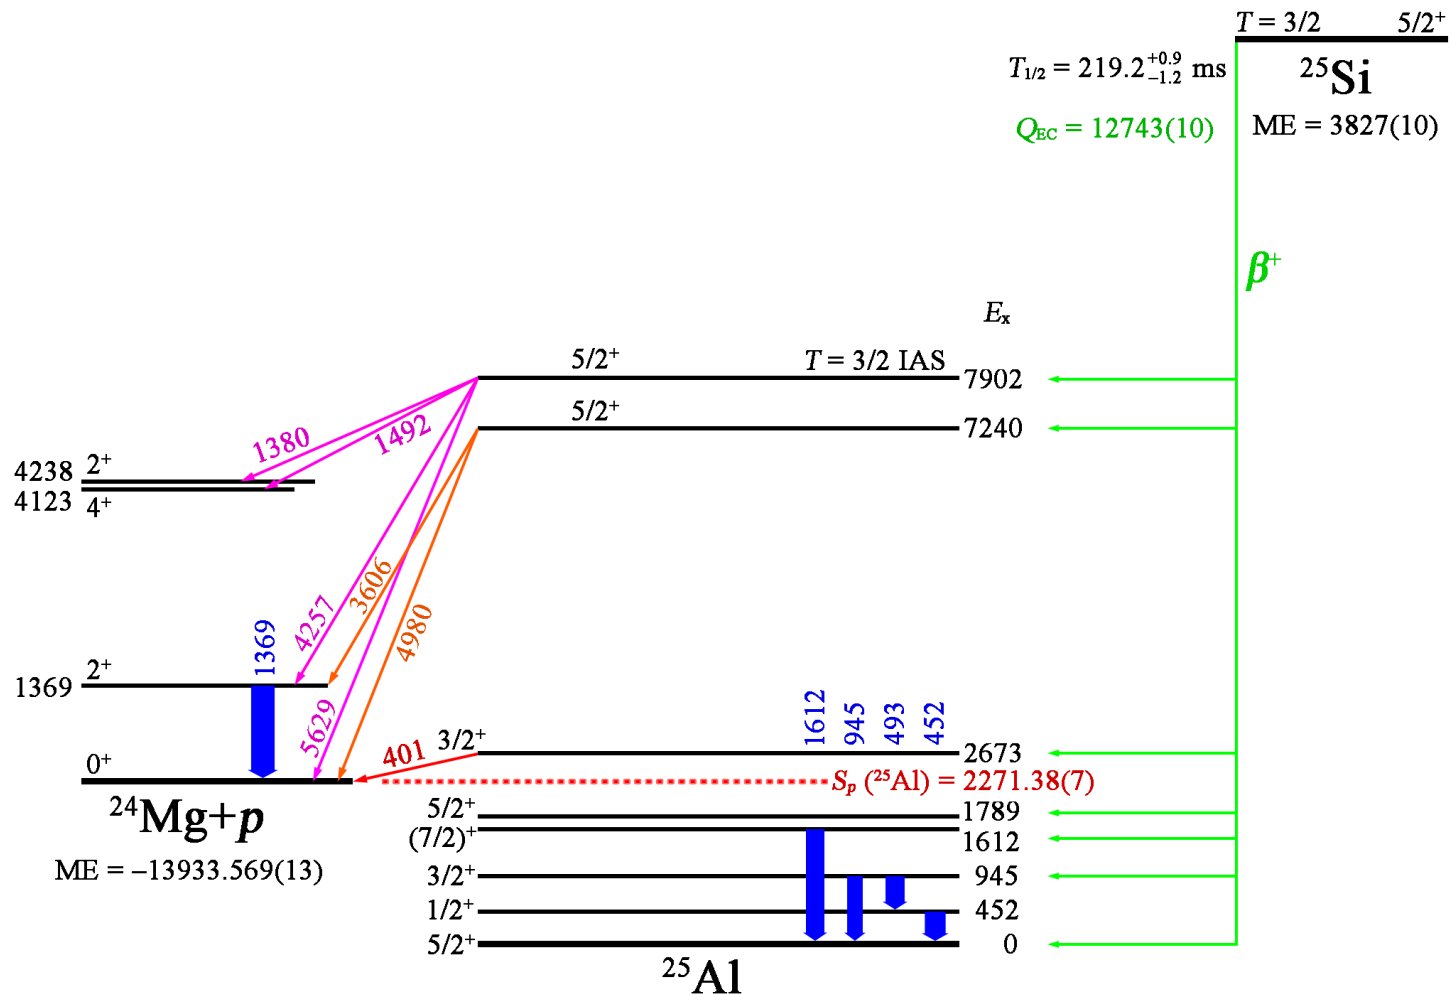 T = 3/2 5/2⁺
T₁/₂ = 219.2⁺⁰·⁹₋₁.₂ ms
²⁵Si
Q_EC = 12743(10)
ME = 3827(10)
β⁺
Eₓ
5/2⁺ T = 3/2 IAS 7902
5/2⁺ 7240
1380
1492
4238 2⁺
4123 4⁺
3606
4257
4980
1369
1369 2⁺
5629
401
1612
945
493
452
3/2⁺ 2673
0⁺
Sₚ (²⁵Al) = 2271.38(7)
²⁴Mg+p
ME = −13933.569(13)
5/2⁺ 1789
(7/2)⁺ 1612
3/2⁺ 945
1/2⁺ 452
5/2⁺ 0
²⁵Al